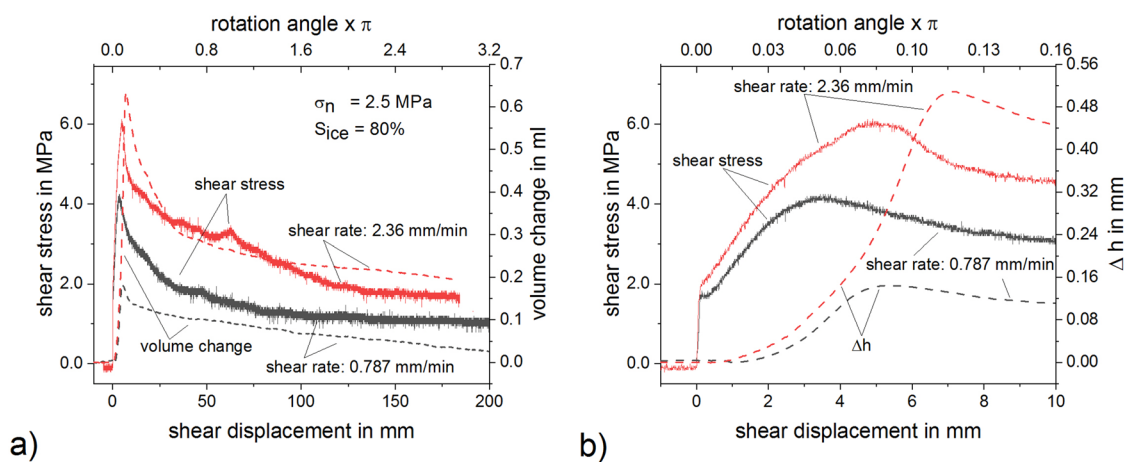 rotation angle x π
0.0 0.8 1.6 2.4 3.2
shear stress in MPa
6.0
4.0
2.0
0.0
σn = 2.5 MPa
Sice = 80%
shear stress
shear rate: 2.36 mm/min
volume change
shear rate: 0.787 mm/min
0.7
0.6
0.5
0.4
0.3
0.2
0.1
0.0
volume change in ml
0 50 100 150 200
shear displacement in mm
a)
rotation angle x π
0.00 0.03 0.06 0.10 0.13 0.16
shear stress in MPa
6.0
4.0
2.0
0.0
shear rate: 2.36 mm/min
shear stress
shear rate: 0.787 mm/min
Δh
0.56
0.48
0.40
0.32
0.24
0.16
0.08
0.00
Δ h in mm
0 2 4 6 8 10
shear displacement in mm
b)